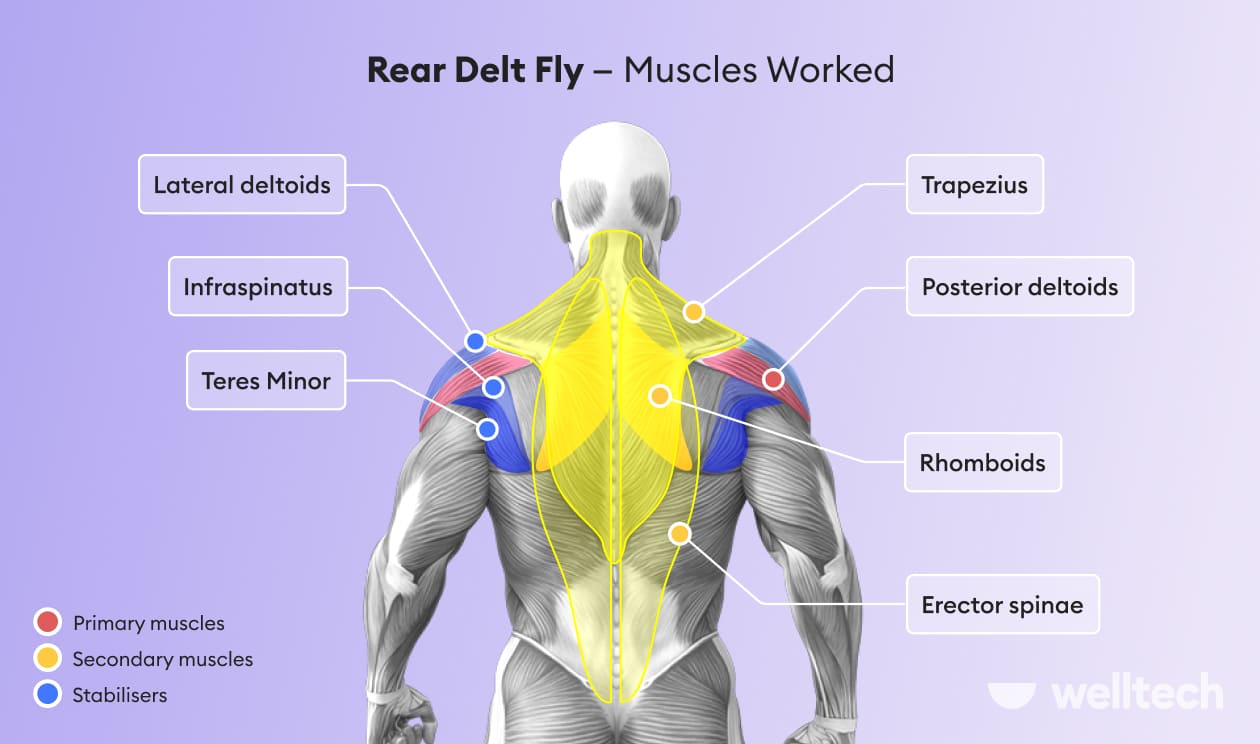 Rear Delt Fly – Muscles Worked
Lateral deltoids
Infraspinatus
Teres Minor
Trapezius
Posterior deltoids
Rhomboids
Erector spinae
Primary muscles
Secondary muscles
Stabilisers
welltech